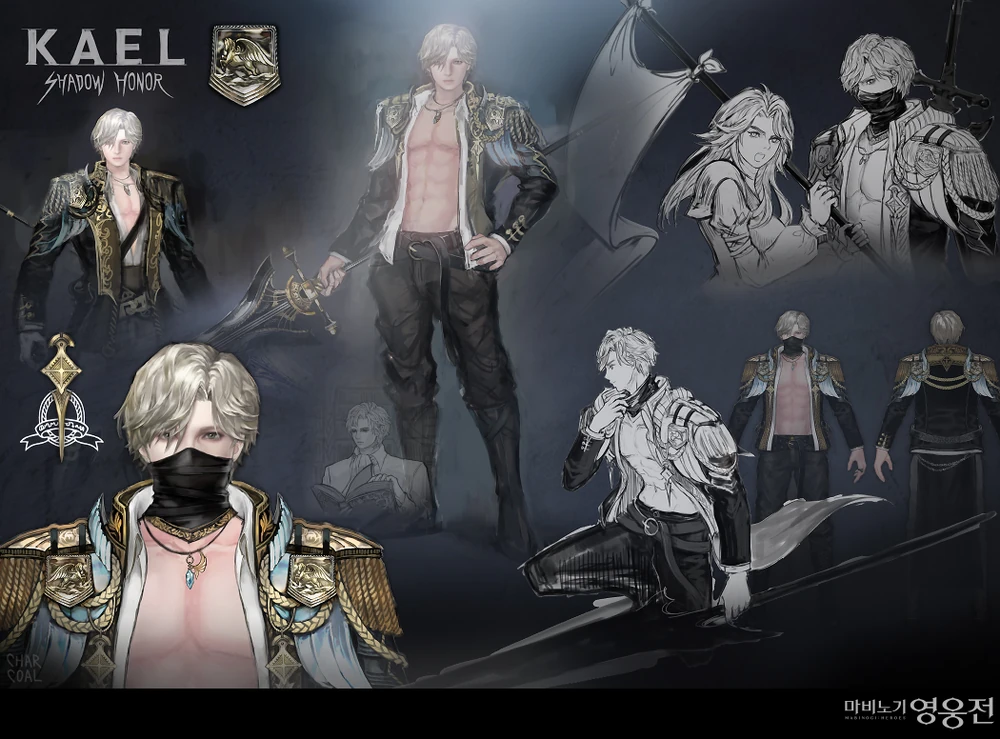 KAEL
SHADOW HONOR
CHAR
COAL
마비노기
MABINOGI:HEROES
영웅전